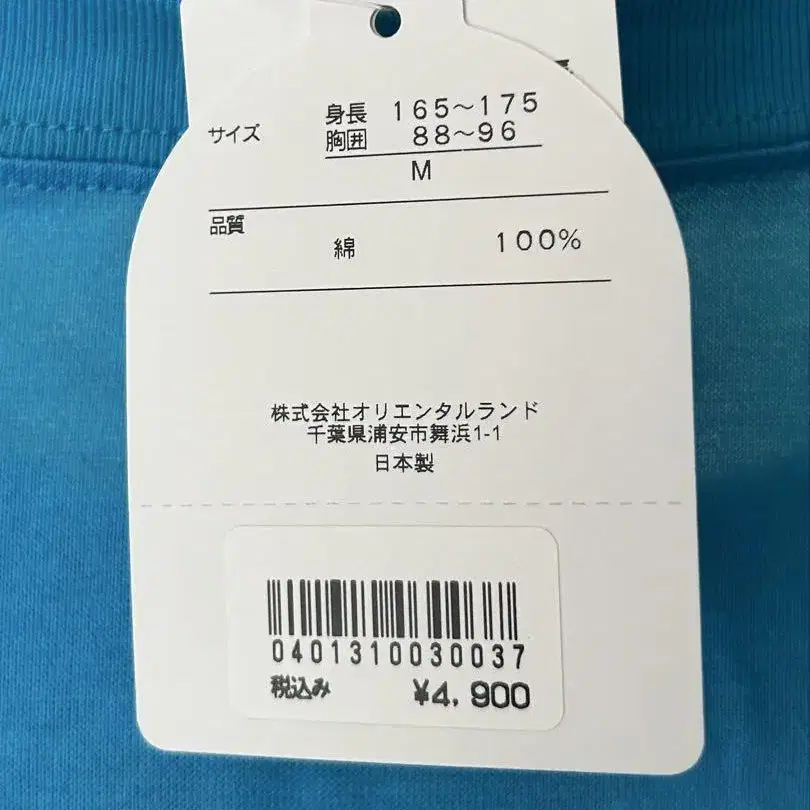 サイズ
身長 165～175
胸囲 88～96
M
品質
綿 100%
株式会社オリエンタルランド
千葉県浦安市舞浜1-1
日本製
0401310030037
税込み ¥4,900